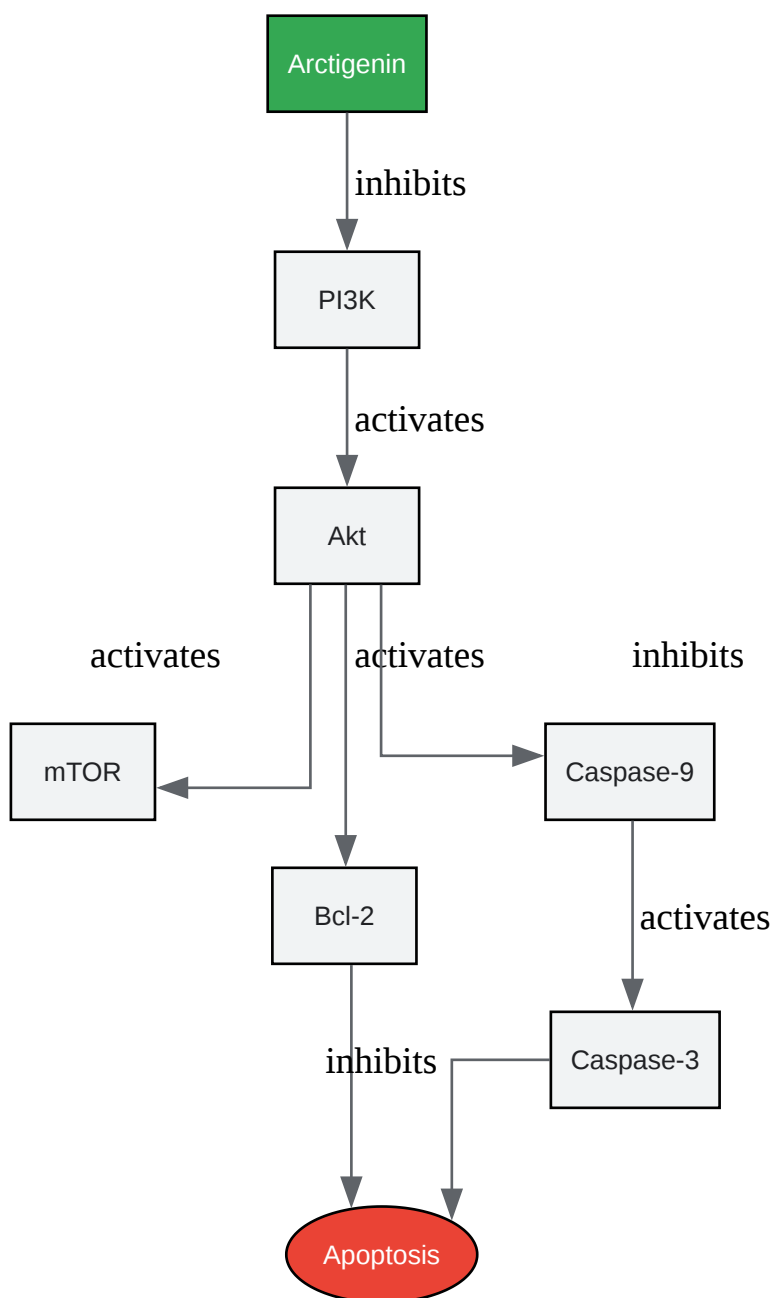 Arctigenin
inhibits
PI3K
activates
Akt
activates
activates
inhibits
mTOR
Caspase-9
Bcl-2
activates
inhibits
Caspase-3
Apoptosis